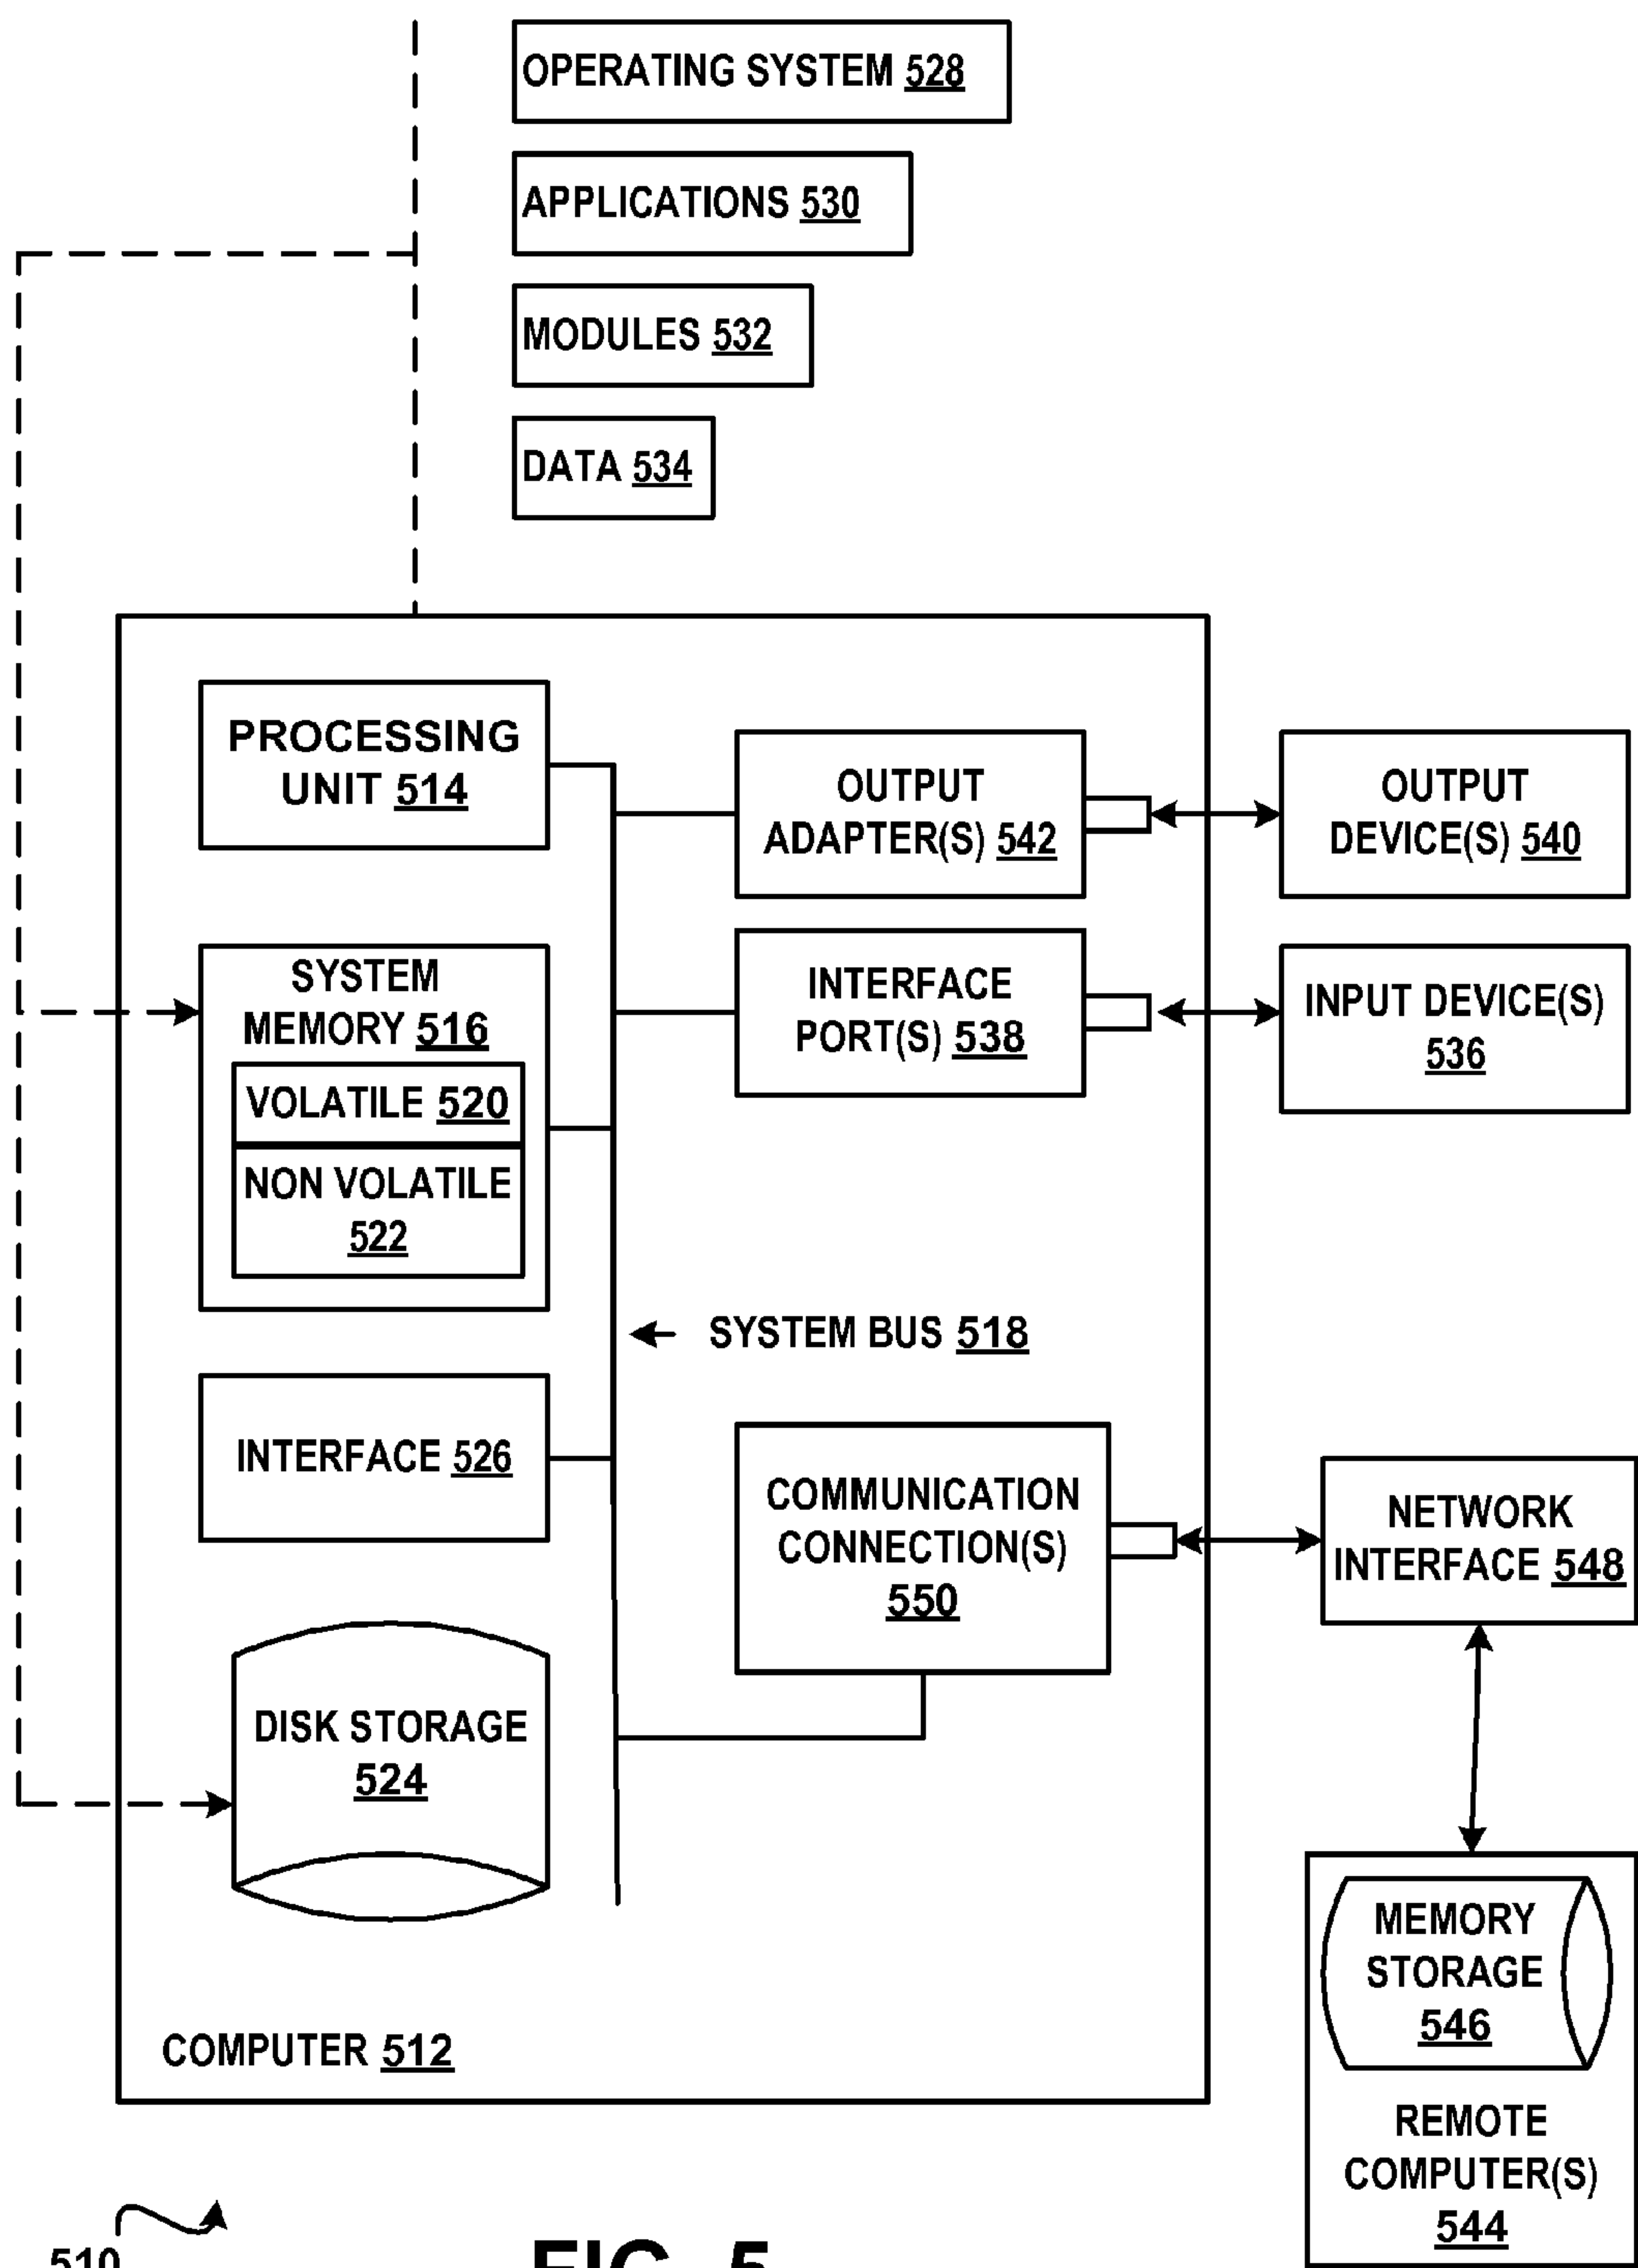 OPERATING SYSTEM 528
APPLICATIONS 530
MODULES 532
DATA 534
PROCESSING
UNIT 514
OUTPUT
ADAPTER(S) 542
OUTPUT
DEVICE(S) 540
SYSTEM
MEMORY 516
VOLATILE 520
NON VOLATILE
522
INTERFACE
PORT(S) 538
INPUT DEVICE(S)
536
SYSTEM BUS 518
INTERFACE 526
COMMUNICATION
CONNECTION(S)
550
NETWORK
INTERFACE 548
DISK STORAGE
524
MEMORY
STORAGE
546
REMOTE
COMPUTER(S)
544
COMPUTER 512
510
FIG. 5